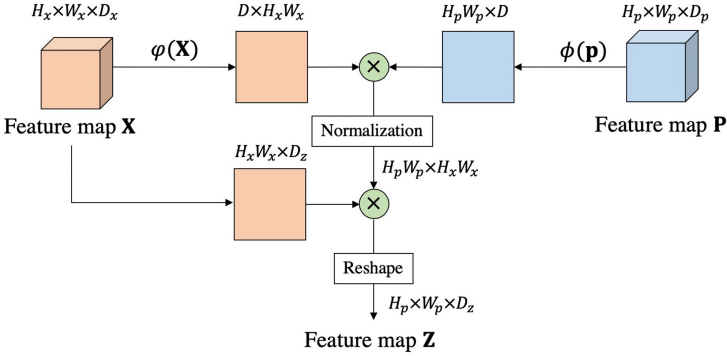 H_x×W_x×D_x
D×H_xW_x
H_pW_p×D
H_p×W_p×D_p
φ(X)
×
ϕ(p)
Feature map X
Feature map P
Normalization
H_xW_x×D_z
H_pW_p×H_xW_x
×
Reshape
H_p×W_p×D_z
Feature map Z